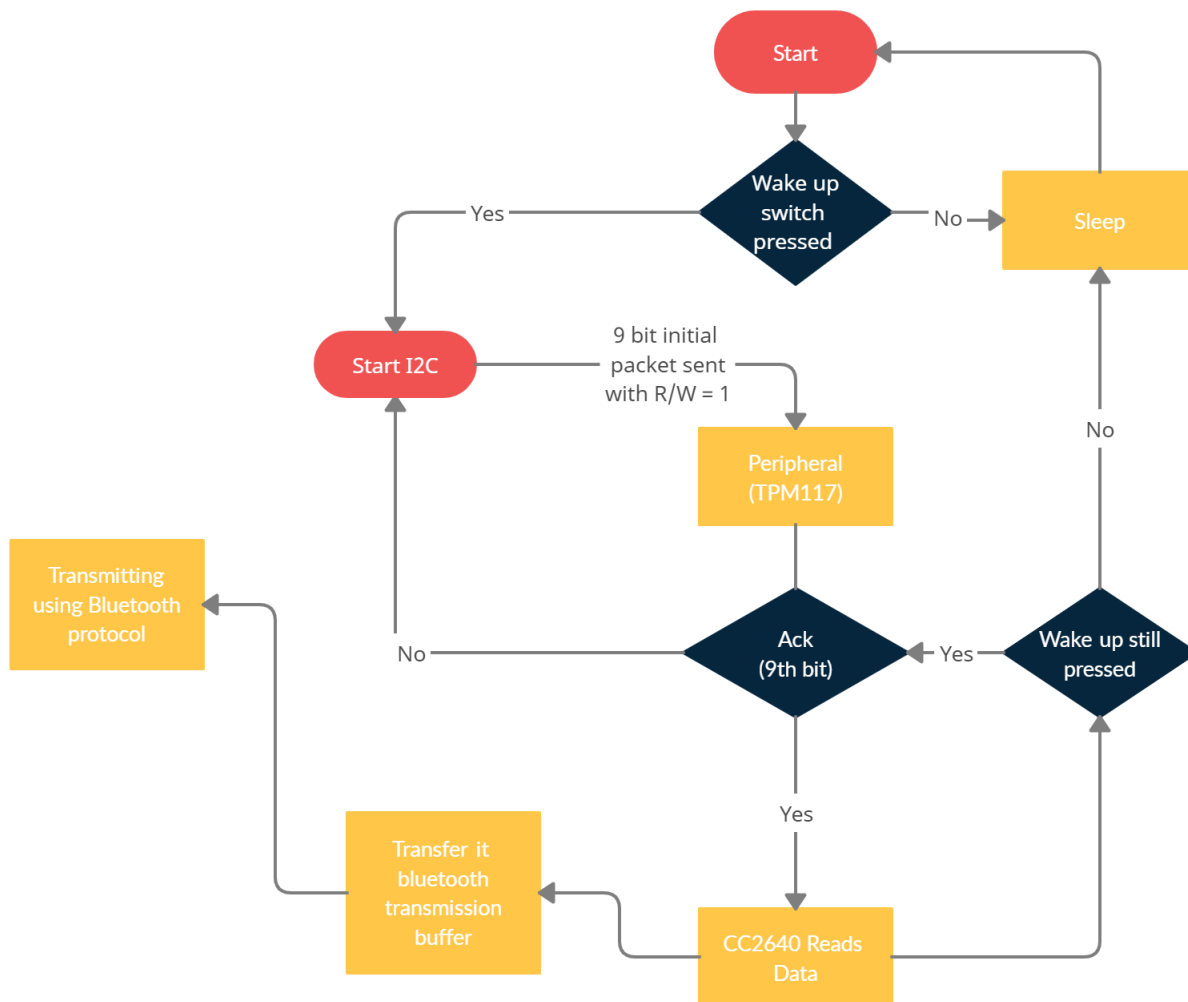 Start
Wake up
switch
pressed
Yes
No
Sleep
Start I2C
9 bit initial
packet sent
with R/W = 1
No
Peripheral
(TPM117)
Transmitting
using Bluetooth
protocol
Ack
(9th bit)
Yes
Wake up still
pressed
No
Yes
Transfer it
bluetooth
transmission
buffer
CC2640 Reads
Data